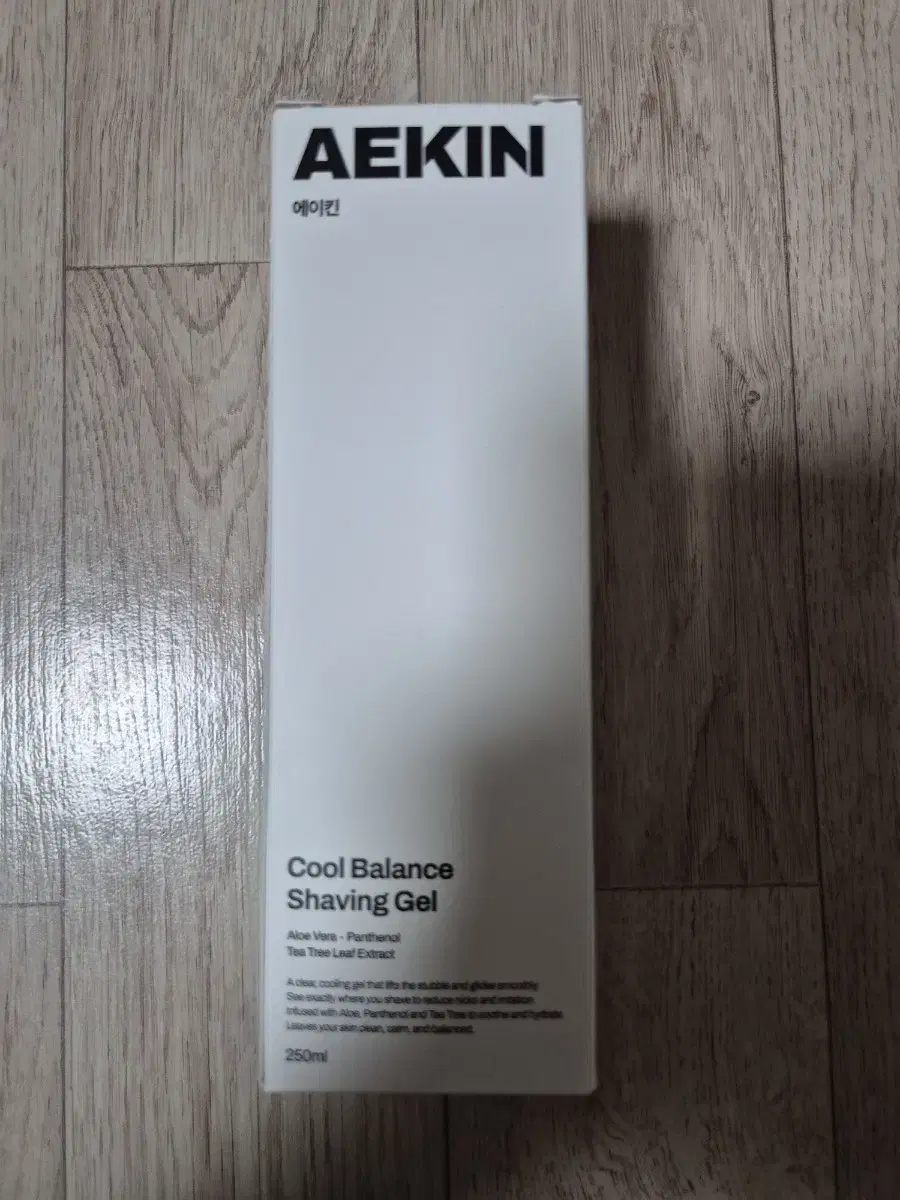 AEKIN
에이킨
Cool Balance
Shaving Gel
Aloe Vera - Panthenol
Tea Tree Leaf Extract
A clear, cooling gel that lifts the stubble and glides smoothly.
See exactly where you shave to reduce nicks and irritation.
Infused with Aloe, Panthenol and Tea Tree to soothe and hydrate.
Leaves your skin clean, calm, and balanced.
250ml